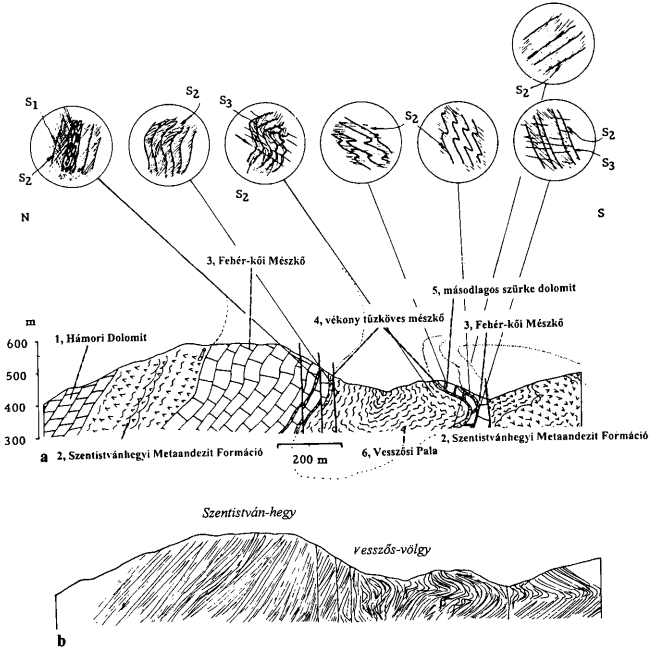 S2
S1
S2
S3
S2
S2
S2
S3
S2
S2
N
S
3, Fehér-kői Mészkő
5, másodlagos szürke dolomit
4, vékony tűzköves mészkő
3, Fehér-kői Mészkő
m
1, Hámori Dolomit
600
500
400
300
a
2, Szentistvánhegyi Metaandezit Formáció
200 m
6, Vesszősi Pala
2, Szentistvánhegyi Metaandezit Formáció
Szentistván-hegy
Vesszős-völgy
b